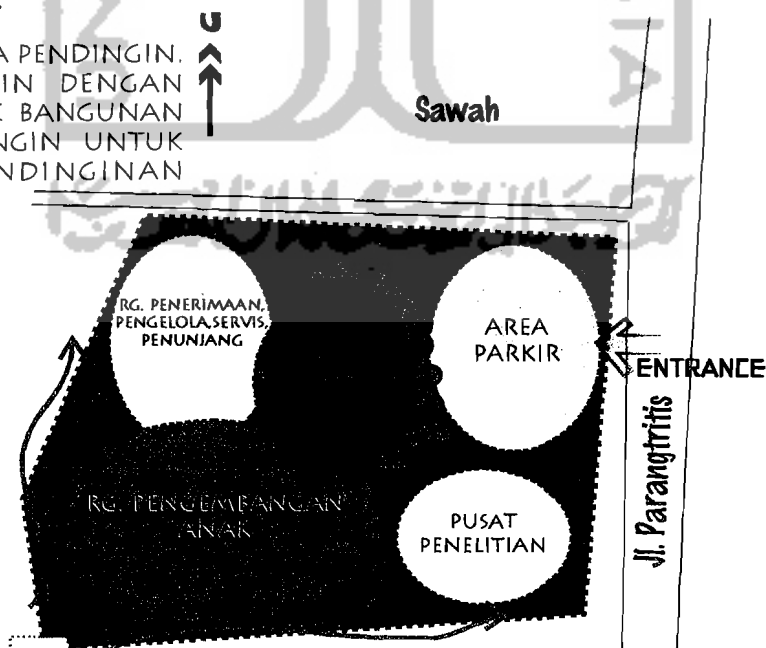 U
A PENDINGIN.
IN DENGAN
K BANGUNAN
NGIN UNTUK
NDINGINAN
Sawah
RG. PENERIMAAN,
PENGELOLA,SERVIS,
PENUNJANG
AREA
PARKIR
ENTRANCE
Jl. Parangtritis
RG. PENGEMBANGAN
ANAK
PUSAT
PENELITIAN